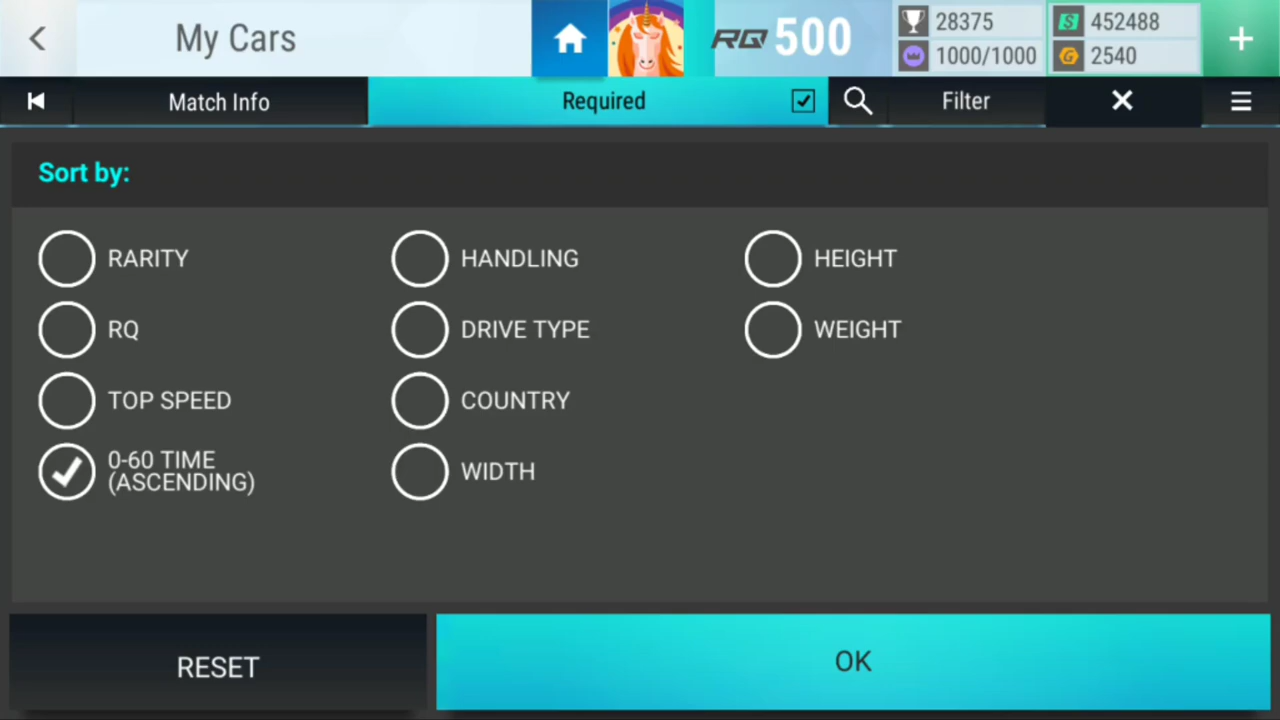 My Cars
RQ 500
28375
1000/1000
452488
2540
Match Info
Required
Filter
Sort by:
RARITY
HANDLING
HEIGHT
RQ
DRIVE TYPE
WEIGHT
TOP SPEED
COUNTRY
0-60 TIME
(ASCENDING)
WIDTH
RESET
OK